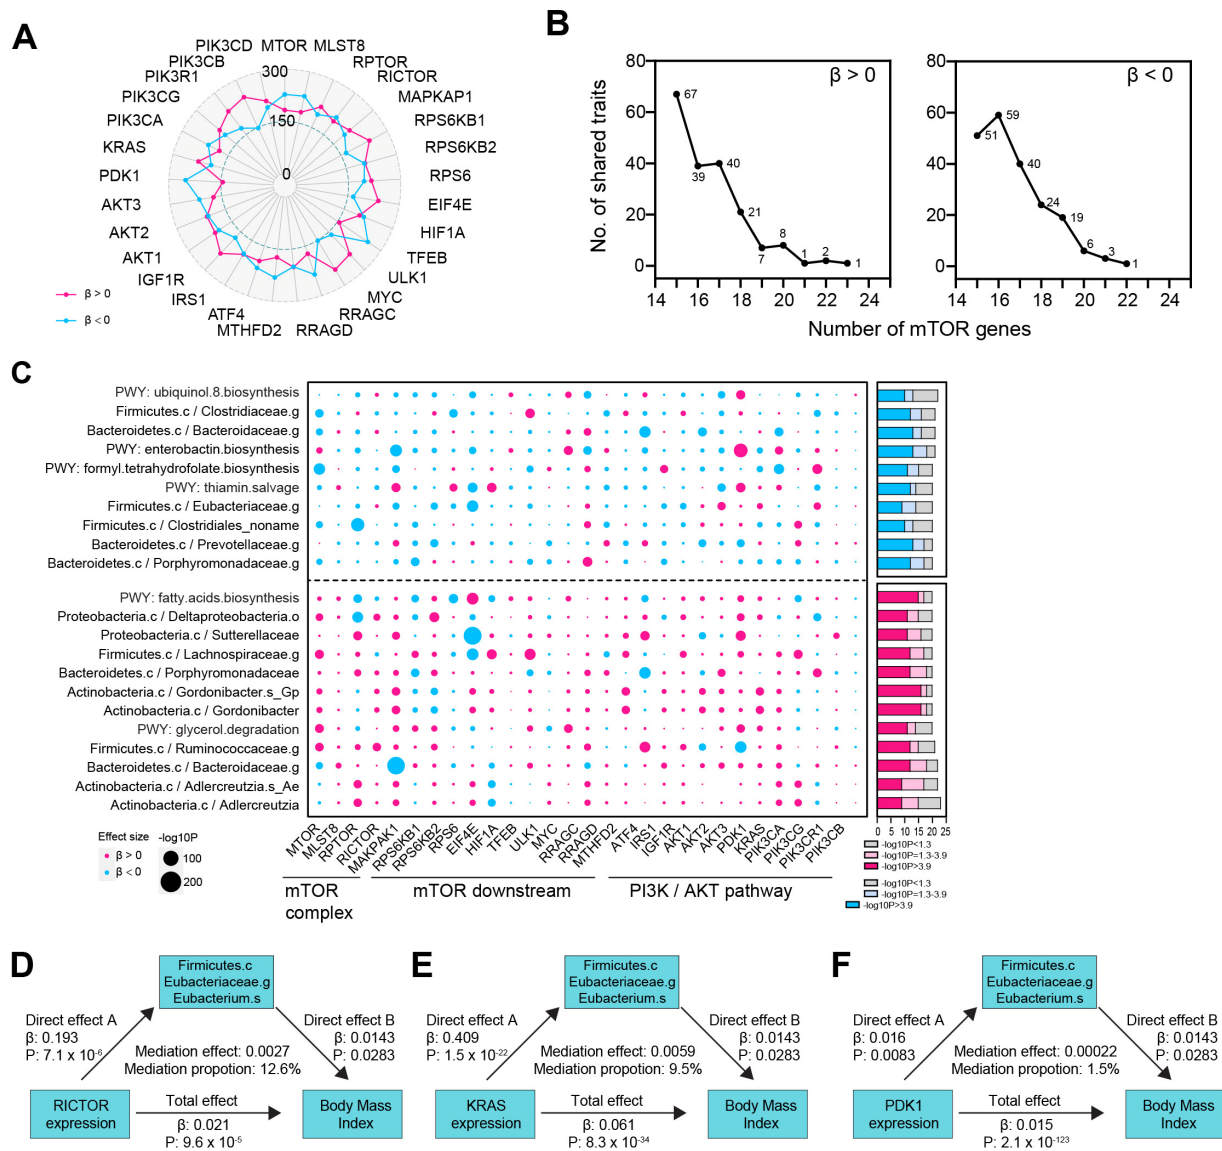 A
PIK3CD MTOR MLST8
PIK3CB
RPTOR
PIK3R1
RICTOR
PIK3CG
MAPKAP1
PIK3CA
RPS6KB1
KRAS
RPS6KB2
PDK1
RPS6
AKT3
EIF4E
AKT2
HIF1A
AKT1
TFEB
IGF1R
ULK1
IRS1
MYC
ATF4
RRAGC
MTHFD2
RRAGD
300
150
0
β > 0
β < 0
B
No. of shared traits
80
60
40
20
0
β > 0
67
39
40
21
7
8
1
2
1
14 16 18 20 22 24
80
60
40
20
0
β < 0
51
59
40
24
19
6
3
1
14 16 18 20 22 24
Number of mTOR genes
C
PWY: ubiquinol.8.biosynthesis
Firmicutes.c / Clostridiaceae.g
Bacteroidetes.c / Bacteroidaceae.g
PWY: enterobactin.biosynthesis
PWY: formyl.tetrahydrofolate.biosynthesis
PWY: thiamin.salvage
Firmicutes.c / Eubacteriaceae.g
Firmicutes.c / Clostridiales_noname
Bacteroidetes.c / Prevotellaceae.g
Bacteroidetes.c / Porphyromonadaceae.g
PWY: fatty.acids.biosynthesis
Proteobacteria.c / Deltaproteobacteria.o
Proteobacteria.c / Sutterellaceae
Firmicutes.c / Lachnospiraceae.g
Bacteroidetes.c / Porphyromonadaceae
Actinobacteria.c / Gordonibacter.s_Gp
Actinobacteria.c / Gordonibacter
PWY: glycerol.degradation
Firmicutes.c / Ruminococcaceae.g
Bacteroidetes.c / Bacteroidaceae.g
Actinobacteria.c / Adlercreutzia.s_Ae
Actinobacteria.c / Adlercreutzia
MTOR MLST8 RPTOR RICTOR MAKPAK1 RPS6KB1 RPS6KB2 RPS6 EIF4E HIF1A TFEB ULK1 MYC RRAGC RRAGD MTHFD2 ATF4 IRS1 IGF1R AKT1 AKT2 AKT3 PDK1 KRAS PIK3CA PIK3CG PIK3CR1 PIK3CB
mTOR complex
mTOR downstream
PI3K / AKT pathway
Effect size
β > 0
β < 0
-log10P
100
200
0 5 10 15 20 25
-log10P<1.3
-log10P=1.3-3.9
-log10P>3.9
-log10P<1.3
-log10P=1.3-3.9
-log10P>3.9
D
Firmicutes.c
Eubacteriaceae.g
Eubacterium.s
Direct effect A
β: 0.193
P: 7.1 x 10-6
Direct effect B
β: 0.0143
P: 0.0283
Mediation effect: 0.0027
Mediation propotion: 12.6%
RICTOR
expression
Total effect
β: 0.021
P: 9.6 x 10-5
Body Mass
Index
E
Firmicutes.c
Eubacteriaceae.g
Eubacterium.s
Direct effect A
β: 0.409
P: 1.5 x 10-22
Direct effect B
β: 0.0143
P: 0.0283
Mediation effect: 0.0059
Mediation propotion: 9.5%
KRAS
expression
Total effect
β: 0.061
P: 8.3 x 10-34
Body Mass
Index
F
Firmicutes.c
Eubacteriaceae.g
Eubacterium.s
Direct effect A
β: 0.016
P: 0.0083
Direct effect B
β: 0.0143
P: 0.0283
Mediation effect: 0.00022
Mediation propotion: 1.5%
PDK1
expression
Total effect
β: 0.015
P: 2.1 x 10-123
Body Mass
Index